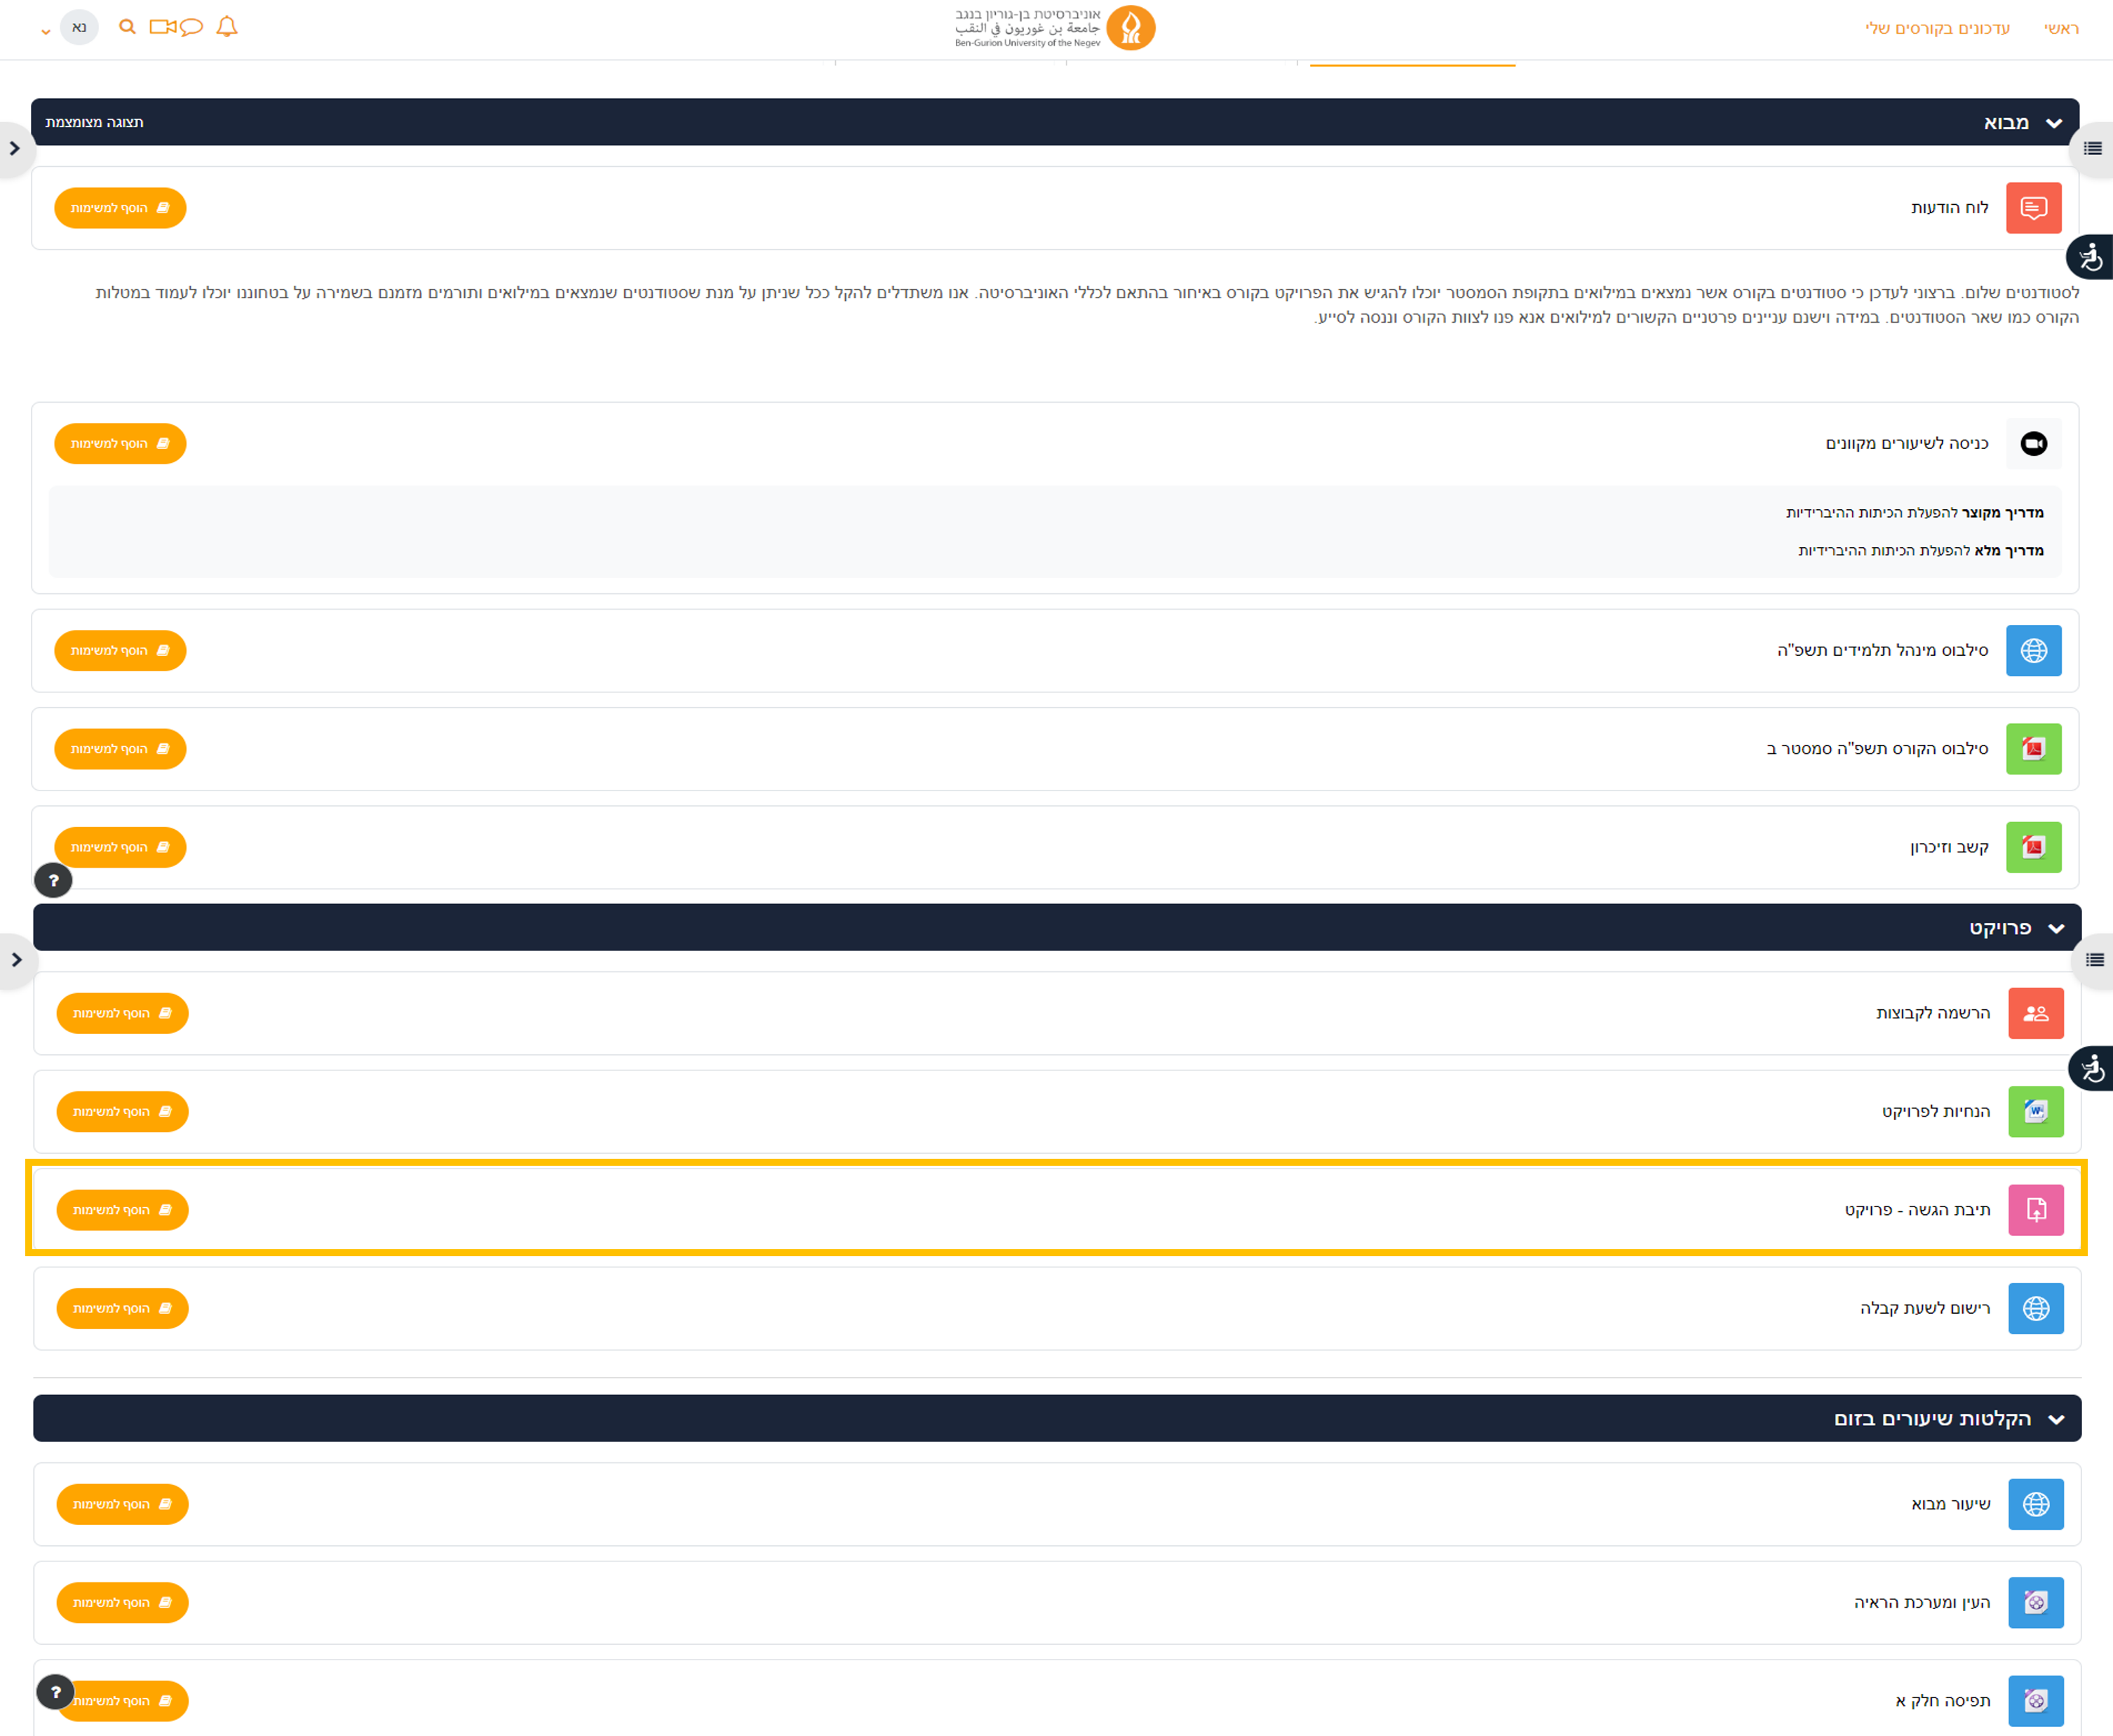 ראשי
עדכונים בקורסים שלי
אוניברסיטת בן-גוריון בנגב
جامعة بن غوريون في النقب
Ben-Gurion University of the Negev
נא
מבוא
תצוגה מצומצמת
לוח הודעות
הוסף למשימות
לסטודנטים שלום. ברצוני לעדכן כי סטודנטים בקורס אשר נמצאים במילואים בתקופת הסמסטר יוכלו להגיש את הפרויקט בקורס באיחור בהתאם לכללי האוניברסיטה. אנו משתדלים להקל ככל שניתן על מנת שסטודנטים שנמצאים במילואים ותורמים מזמנם בשמירה על בטחוננו יוכלו לעמוד במטלות
הקורס כמו שאר הסטודנטים. במידה וישנם עניינים פרטניים הקשורים למילואים אנא פנו לצוות הקורס וננסה לסייע.
כניסה לשיעורים מקוונים
הוסף למשימות
מדריך מקוצר להפעלת הכיתות ההיברידיות
מדריך מלא להפעלת הכיתות ההיברידיות
סילבוס מינהל תלמידים תשפ"ה
הוסף למשימות
סילבוס הקורס תשפ"ה סמסטר ב
הוסף למשימות
קשב וזיכרון
הוסף למשימות
?
פרויקט
הרשמה לקבוצות
הוסף למשימות
הנחיות לפרויקט
הוסף למשימות
תיבת הגשה - פרויקט
הוסף למשימות
רישום לשעת קבלה
הוסף למשימות
הקלטות שיעורים בזום
שיעור מבוא
הוסף למשימות
העין ומערכת הראיה
הוסף למשימות
תפיסה חלק א
הוסף למשימות
?